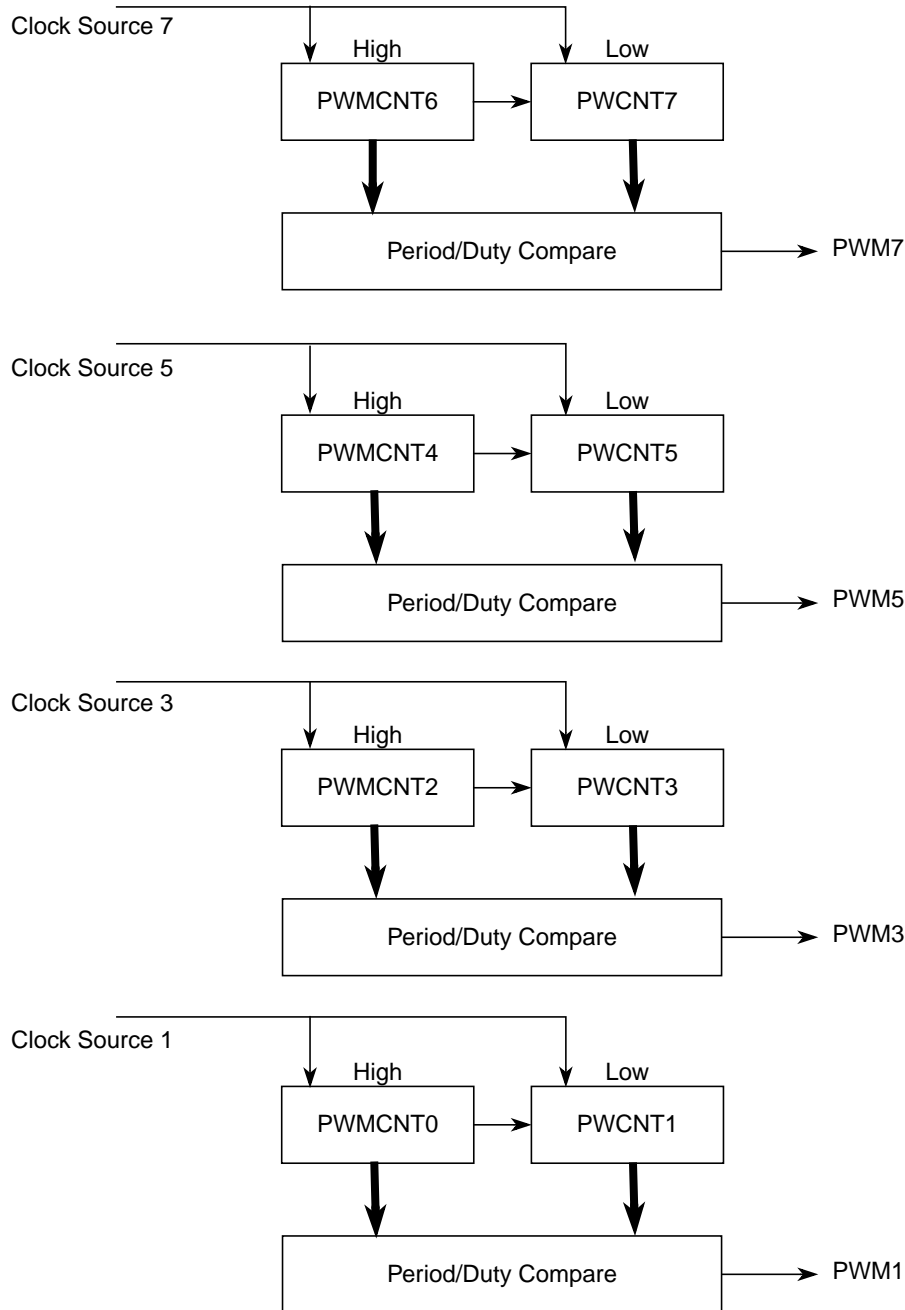 Clock Source 7
High
Low
PWMCNT6
PWCNT7
Period/Duty Compare
PWM7
Clock Source 5
High
Low
PWMCNT4
PWCNT5
Period/Duty Compare
PWM5
Clock Source 3
High
Low
PWMCNT2
PWCNT3
Period/Duty Compare
PWM3
Clock Source 1
High
Low
PWMCNT0
PWCNT1
Period/Duty Compare
PWM1